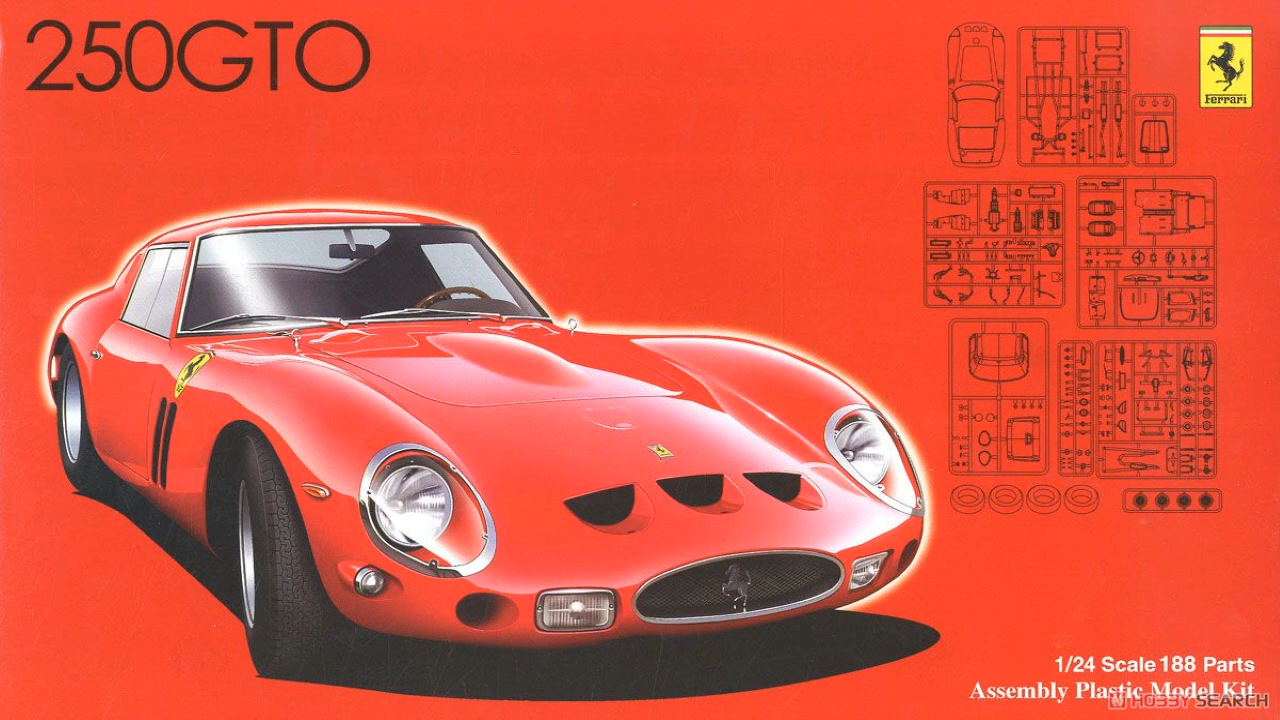 250GTO
Ferrari
1/24 Scale 188 Parts
Assembly Plastic Model Kit
HOBBY SEARCH